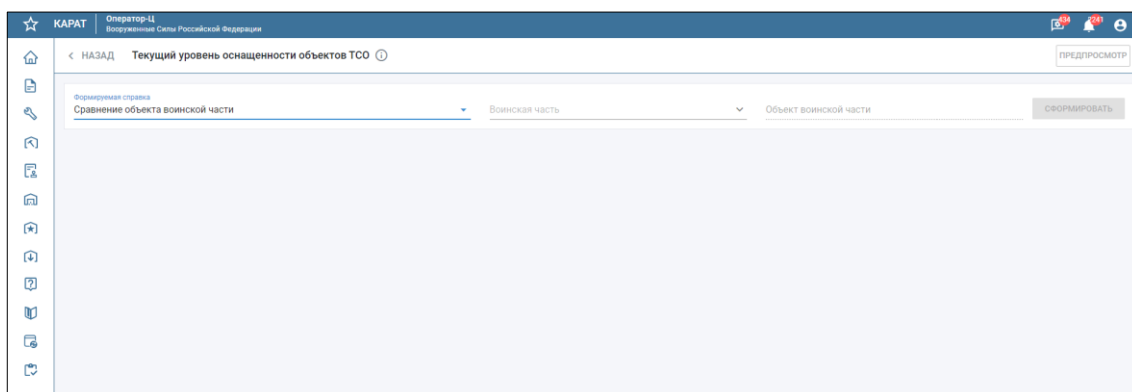 КАРАТ
Оператор-Ц
Вооруженные Силы Российской Федерации
434
2241
< НАЗАД Текущий уровень оснащенности объектов ТСО
ПРЕДПРОСМОТР
Формируемая справка
Сравнение объекта воинской части
Воинская часть
Объект воинской части
СФОРМИРОВАТЬ